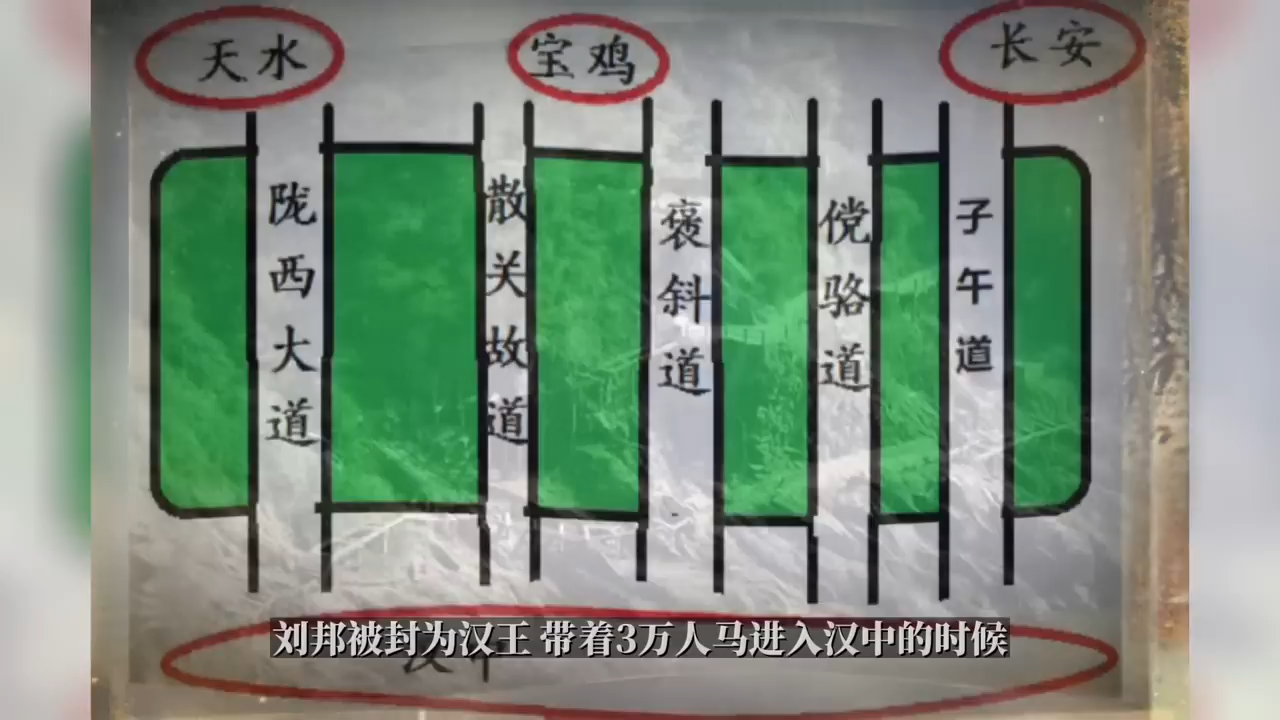 天水
宝鸡
长安
陇西大道
散关故道
褒斜道
傥骆道
子午道
刘邦被封为汉王 带着3万人马进入汉中的时候